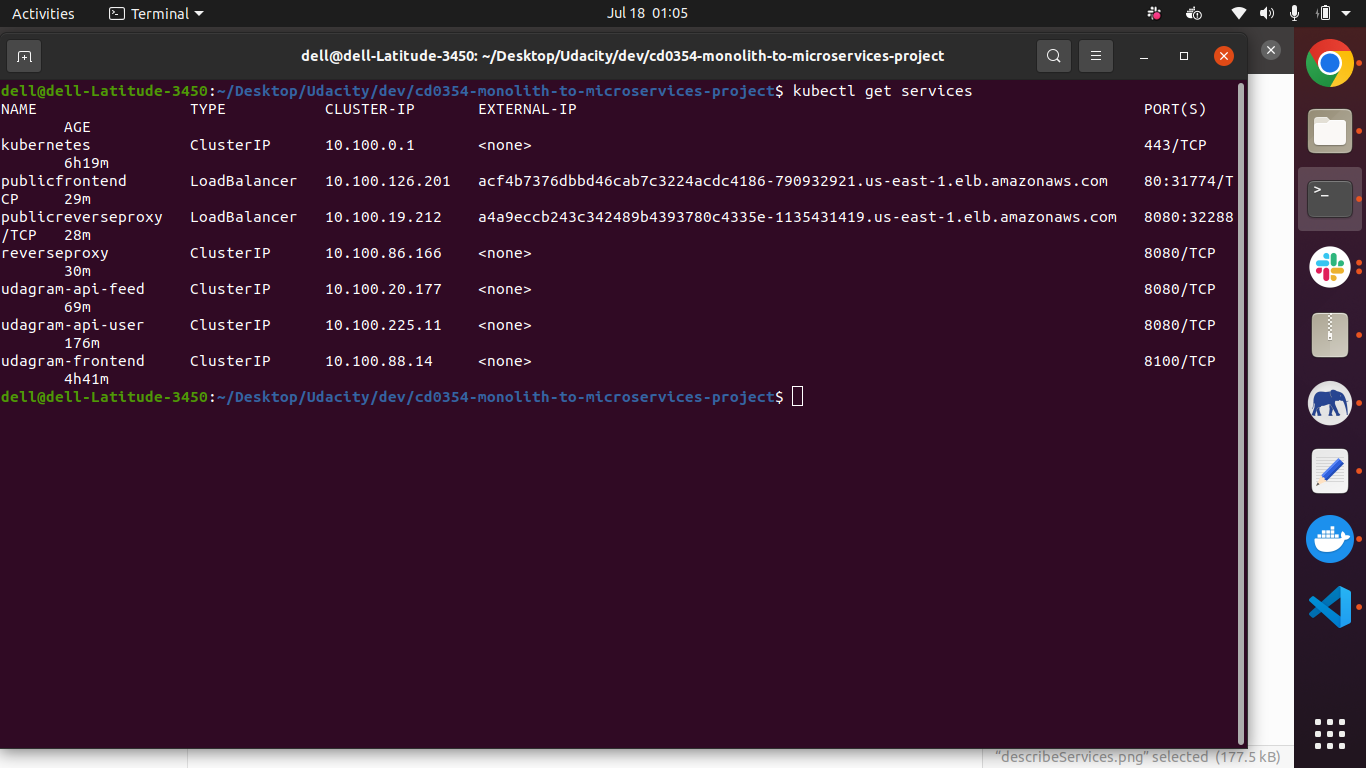 Activities Terminal Jul 18 01:05
dell@dell-Latitude-3450: ~/Desktop/Udacity/dev/cd0354-monolith-to-microservices-project
dell@dell-Latitude-3450:~/Desktop/Udacity/dev/cd0354-monolith-to-microservices-project$ kubectl get services
NAME TYPE CLUSTER-IP EXTERNAL-IP PORT(S)
AGE
kubernetes ClusterIP 10.100.0.1 <none> 443/TCP
6h19m
publicfrontend LoadBalancer 10.100.126.201 acf4b7376dbbd46cab7c3224acdc4186-790932921.us-east-1.elb.amazonaws.com 80:31774/T
CP 29m
publicreverseproxy LoadBalancer 10.100.19.212 a4a9eccb243c342489b4393780c4335e-1135431419.us-east-1.elb.amazonaws.com 8080:32288
/TCP 28m
reverseproxy ClusterIP 10.100.86.166 <none> 8080/TCP
30m
udagram-api-feed ClusterIP 10.100.20.177 <none> 8080/TCP
69m
udagram-api-user ClusterIP 10.100.225.11 <none> 8080/TCP
176m
udagram-frontend ClusterIP 10.100.88.14 <none> 8100/TCP
4h41m
dell@dell-Latitude-3450:~/Desktop/Udacity/dev/cd0354-monolith-to-microservices-project$
"describeServices.png" selected (177.5 kB)